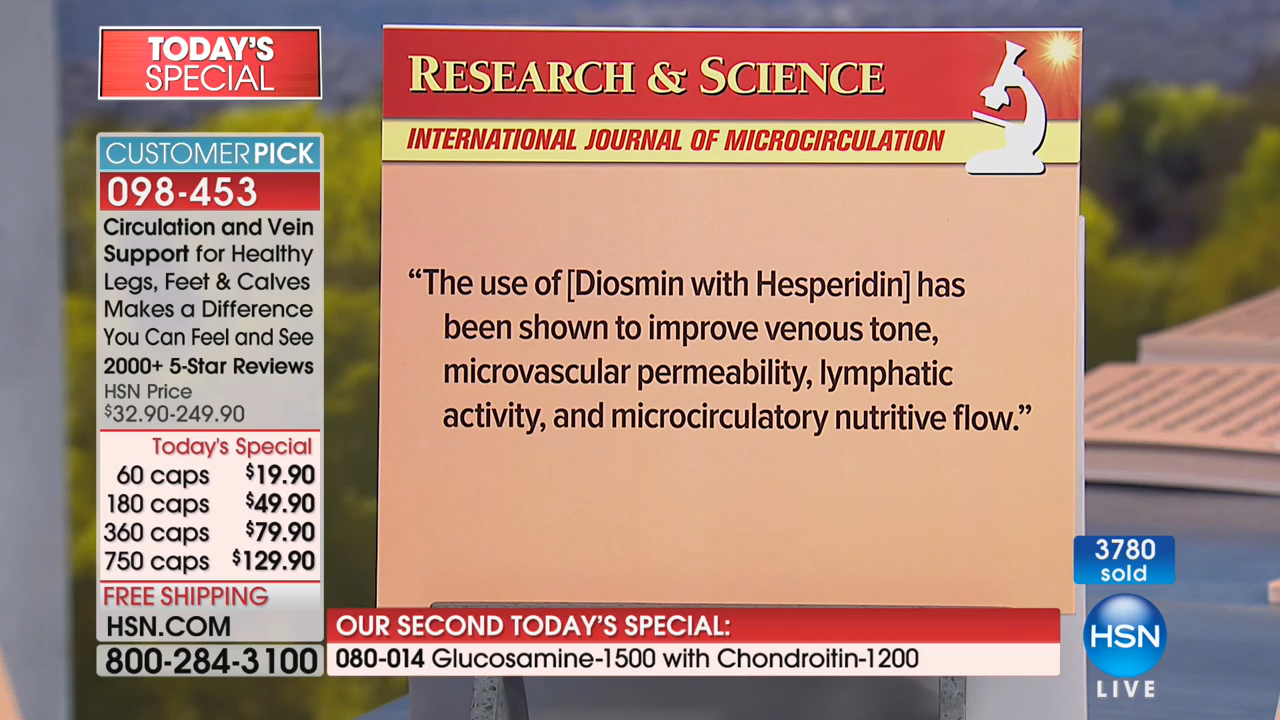 TODAY'S
SPECIAL
CUSTOMER PICK
098-453
Circulation and Vein
Support for Healthy
Legs, Feet & Calves
Makes a Difference
You Can Feel and See
2000+ 5-Star Reviews
HSN Price
$32.90-249.90
Today's Special
60 caps $19.90
180 caps $49.90
360 caps $79.90
750 caps $129.90
FREE SHIPPING
HSN.COM
800-284-3100
RESEARCH & SCIENCE
INTERNATIONAL JOURNAL OF MICROCIRCULATION
“The use of [Diosmin with Hesperidin] has
been shown to improve venous tone,
microvascular permeability, lymphatic
activity, and microcirculatory nutritive flow.”
OUR SECOND TODAY'S SPECIAL:
080-014 Glucosamine-1500 with Chondroitin-1200
3780
sold
HSN
LIVE